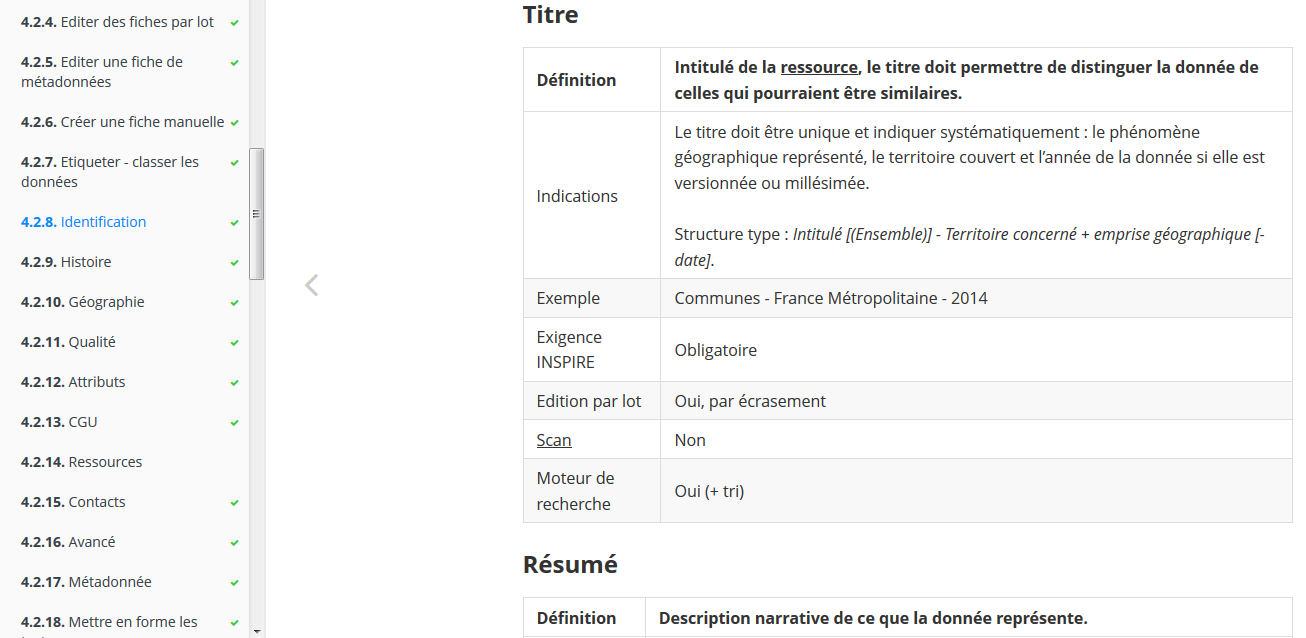 4.2.4. Editer des fiches par lot
4.2.5. Editer une fiche de
métadonnées
4.2.6. Créer une fiche manuelle
4.2.7. Etiqueter - classer les
données
4.2.8. Identification
4.2.9. Histoire
4.2.10. Géographie
4.2.11. Qualité
4.2.12. Attributs
4.2.13. CGU
4.2.14. Ressources
4.2.15. Contacts
4.2.16. Avancé
4.2.17. Métadonnée
4.2.18. Mettre en forme les
Titre
Définition
Intitulé de la ressource, le titre doit permettre de distinguer la donnée de
celles qui pourraient être similaires.
Indications
Le titre doit être unique et indiquer systématiquement : le phénomène
géographique représenté, le territoire couvert et l’année de la donnée si elle est
versionnée ou millésimée.
Structure type : Intitulé [(Ensemble)] - Territoire concerné + emprise géographique [-
date].
Exemple
Communes - France Métropolitaine - 2014
Exigence
INSPIRE
Obligatoire
Edition par lot
Oui, par écrasement
Scan
Non
Moteur de
recherche
Oui (+ tri)
Résumé
Définition
Description narrative de ce que la donnée représente.